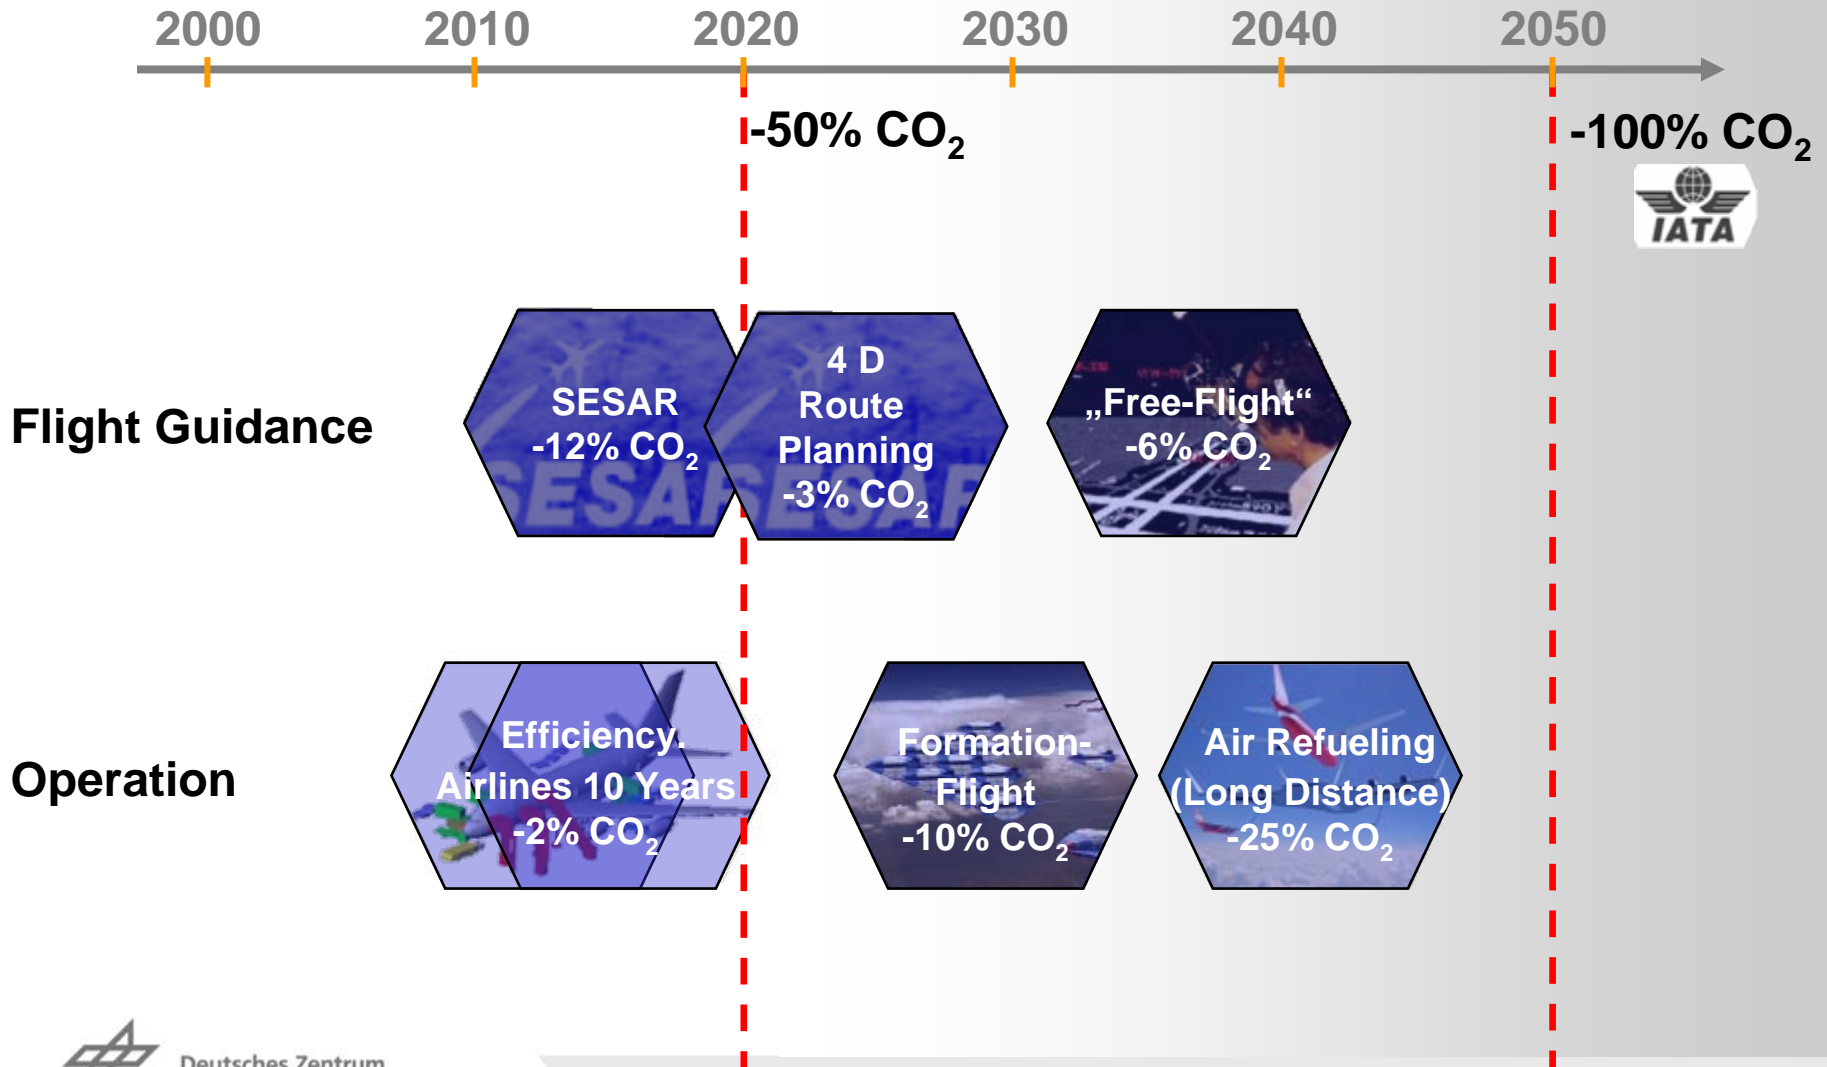 2000 2010 2020 2030 2040 2050
-50% CO2
-100% CO2
IATA
Flight Guidance
SESAR
-12% CO2
SESAR
4 D
Route
Planning
-3% CO2
SESAR
„Free-Flight“
-6% CO2
Operation
Efficiency.
Airlines 10 Years
-2% CO2
Formation-
Flight
-10% CO2
Air Refueling
(Long Distance)
-25% CO2
Deutsches Zentrum